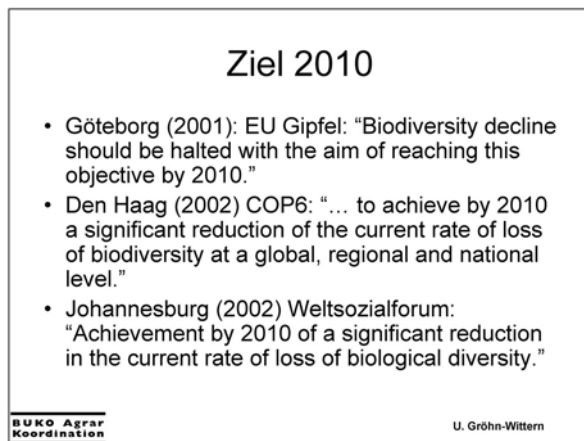 Ziel 2010
• Göteborg (2001): EU Gipfel: “Biodiversity decline
should be halted with the aim of reaching this
objective by 2010.”
• Den Haag (2002) COP6: “… to achieve by 2010
a significant reduction of the current rate of loss
of biodiversity at a global, regional and national
level.”
• Johannesburg (2002) Weltsozialforum:
“Achievement by 2010 of a significant reduction
in the current rate of loss of biological diversity.”
BUKO Agrar
Koordination
U. Gröhn-Wittern